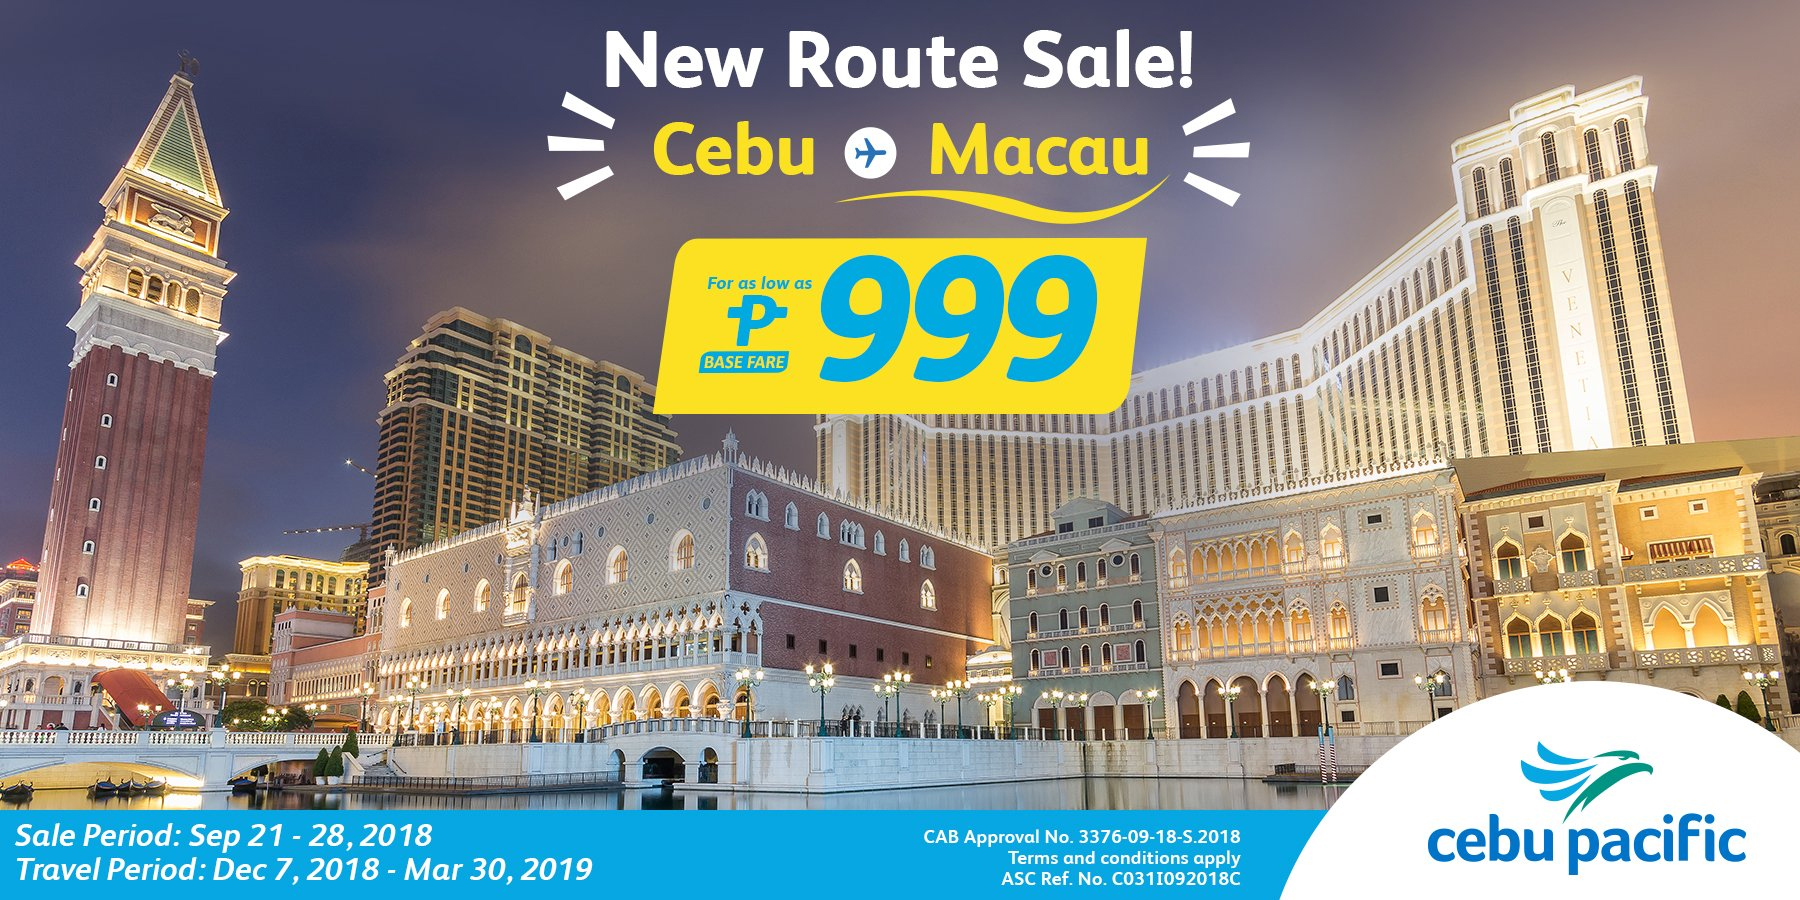 New Route Sale!
Cebu Macau
For as low as
₱ 999
BASE FARE
The
VENETIA
Sale Period: Sep 21 - 28, 2018
Travel Period: Dec 7, 2018 - Mar 30, 2019
CAB Approval No. 3376-09-18-S.2018
Terms and conditions apply
ASC Ref. No. C031I092018C
cebu pacific